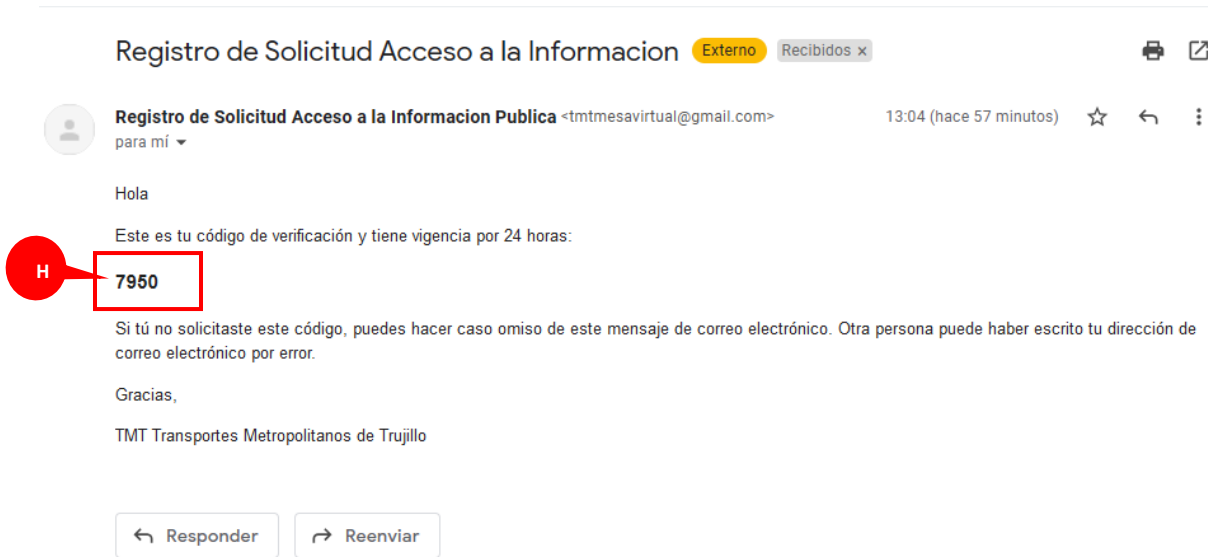 Registro de Solicitud Acceso a la Informacion Externo Recibidos x
Registro de Solicitud Acceso a la Informacion Publica <tmtmesavirtual@gmail.com> 13:04 (hace 57 minutos)
para mí
Hola
Este es tu código de verificación y tiene vigencia por 24 horas:
H
7950
Si tú no solicitaste este código, puedes hacer caso omiso de este mensaje de correo electrónico. Otra persona puede haber escrito tu dirección de
correo electrónico por error.
Gracias,
TMT Transportes Metropolitanos de Trujillo
Responder Reenviar